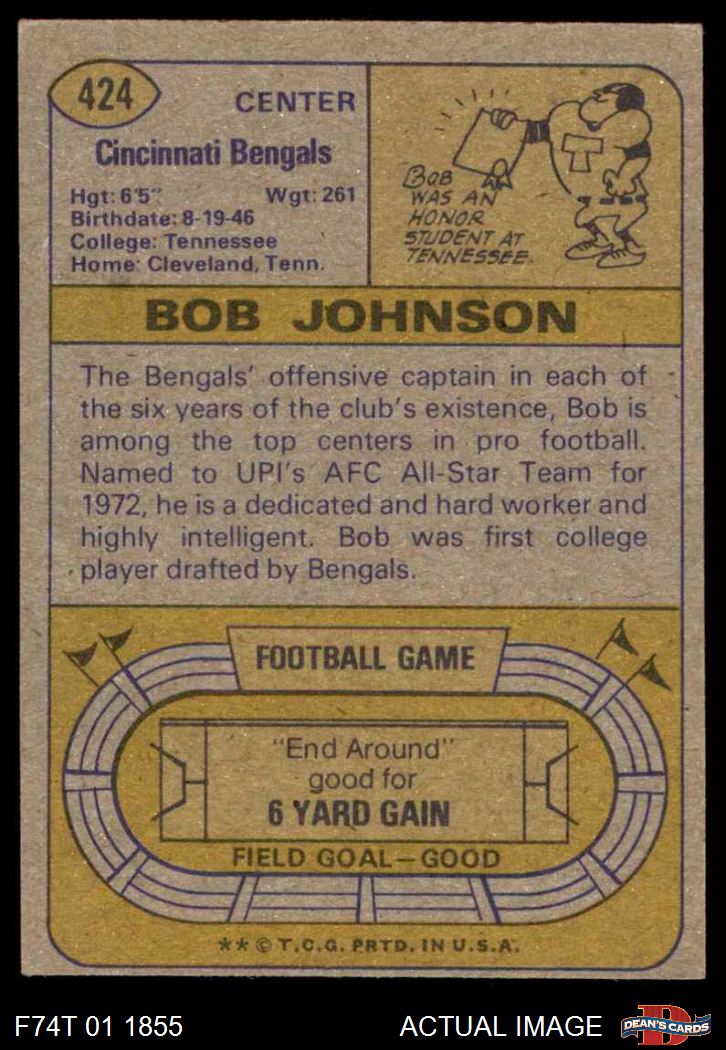 424
CENTER
Cincinnati Bengals
Hgt: 6'5" Wgt: 261
Birthdate: 8-19-46
College: Tennessee
Home: Cleveland, Tenn.
BOB
WAS AN
HONOR
STUDENT AT
TENNESSEE.
T
BOB JOHNSON
The Bengals' offensive captain in each of
the six years of the club's existence, Bob is
among the top centers in pro football.
Named to UPI's AFC All-Star Team for
1972, he is a dedicated and hard worker and
highly intelligent. Bob was first college
player drafted by Bengals.
FOOTBALL GAME
"End Around"
good for
6 YARD GAIN
FIELD GOAL—GOOD
** © T.C.G. PRTD. IN U.S.A.
F74T 01 1855 ACTUAL IMAGE
D
DEAN'S CARDS